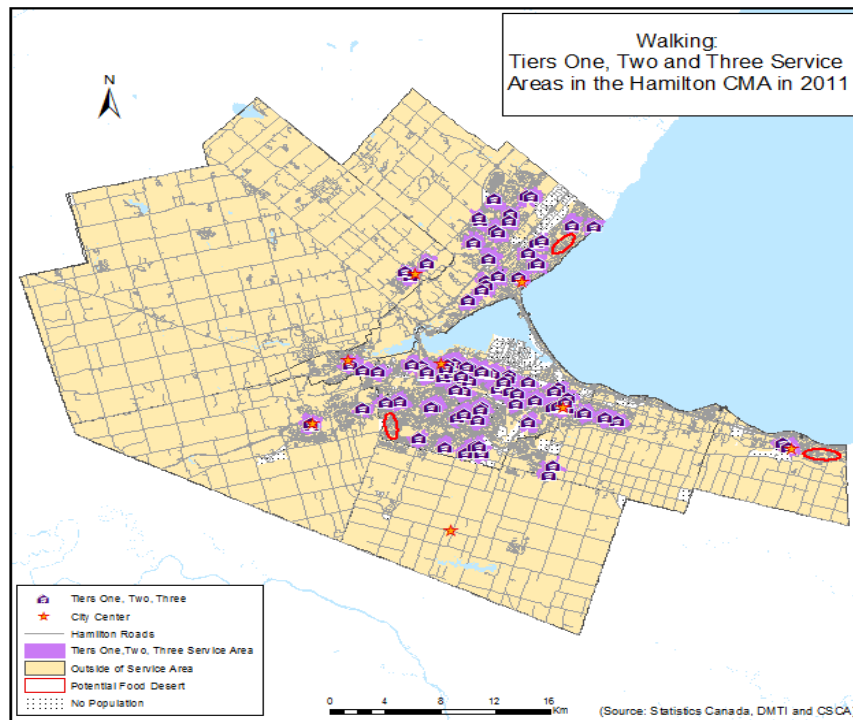 Walking:
Tiers One, Two and Three Service
Areas in the Hamilton CMA in 2011
N
Tiers One, Two, Three
City Center
Hamilton Roads
Tiers One,Two, Three Service Area
Outside of Service Area
Potential Food Desert
No Population
0 4 8 12 16
Km
(Source: Statistics Canada, DMTI and CSCA)